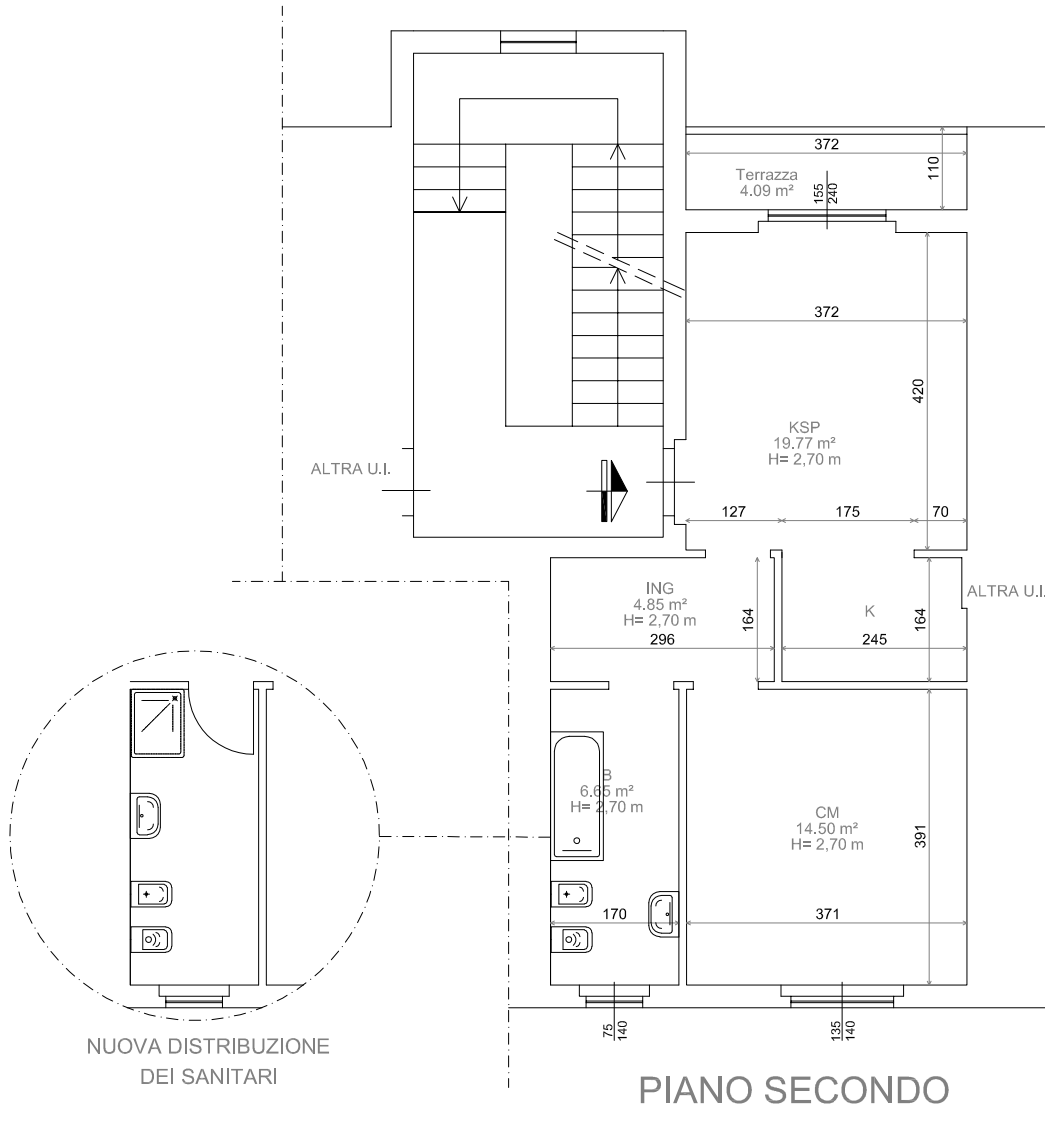 372
110
Terrazza
4.09 m²
155
240
372
420
KSP
19.77 m²
H= 2,70 m
ALTRA U.I.
127
175
70
ING
4.85 m²
H= 2,70 m
164
296
K
164
245
ALTRA U.I.
B
6.65 m²
H= 2,70 m
CM
14.50 m²
H= 2,70 m
391
170
371
75
140
135
140
NUOVA DISTRIBUZIONE
DEI SANITARI
PIANO SECONDO